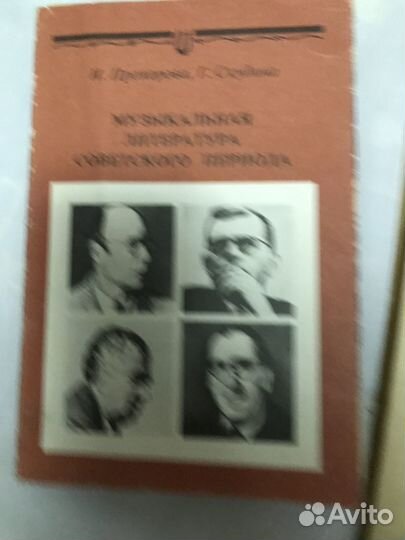 И. Прохорова, Г. Скудина
МУЗЫКАЛЬНАЯ
ЛИТЕРАТУРА
СОВЕТСКОГО ПЕРИОДА
Avito